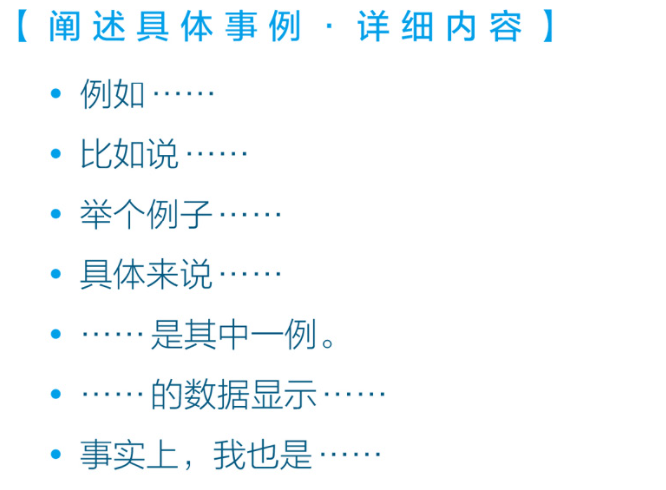 【阐述具体事例·详细内容】
• 例如……
• 比如说……
• 举个例子……
• 具体来说……
• ……是其中一例。
• ……的数据显示……
• 事实上，我也是……